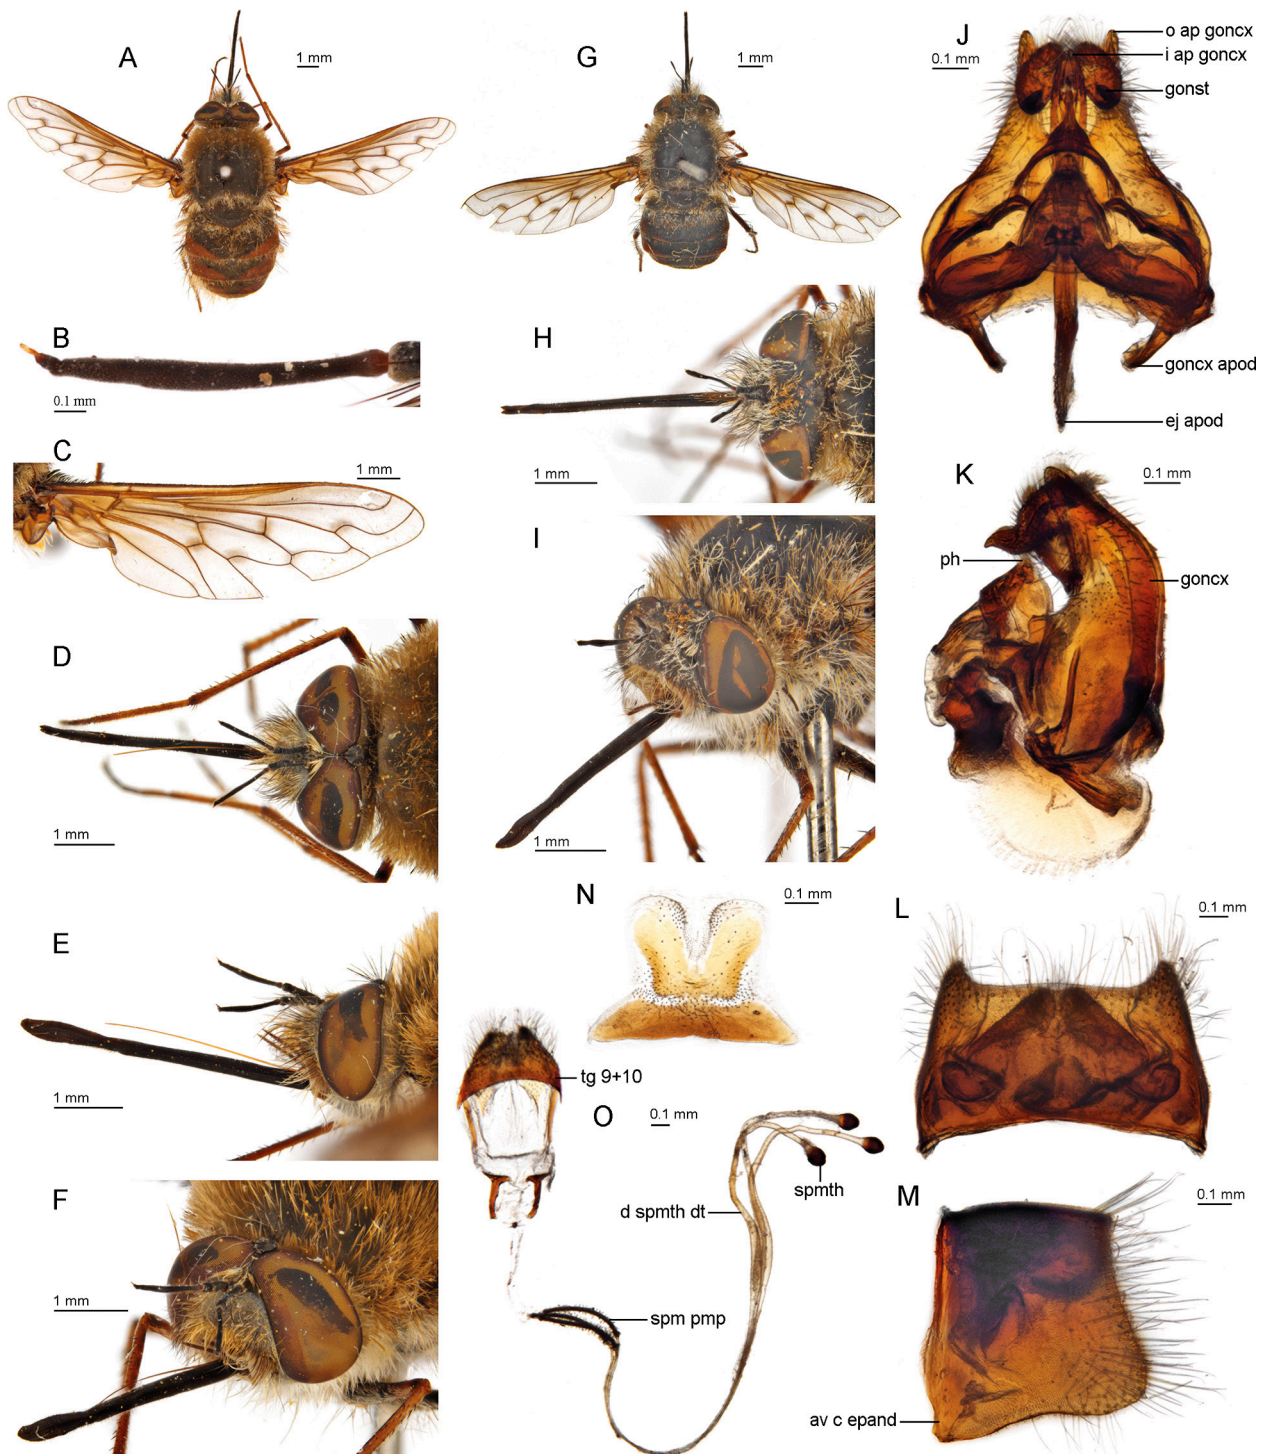 A
1 mm
G
1 mm
J
0.1 mm
o ap goncx
i ap goncx
gonst
goncx apod
ej apod
B
0.1 mm
C
1 mm
H
1 mm
I
1 mm
K
0.1 mm
ph
goncx
D
1 mm
E
1 mm
F
1 mm
N
0.1 mm
L
0.1 mm
tg 9+10
O
0.1 mm
spmth
d spmth dt
spm pmp
M
0.1 mm
av c epand